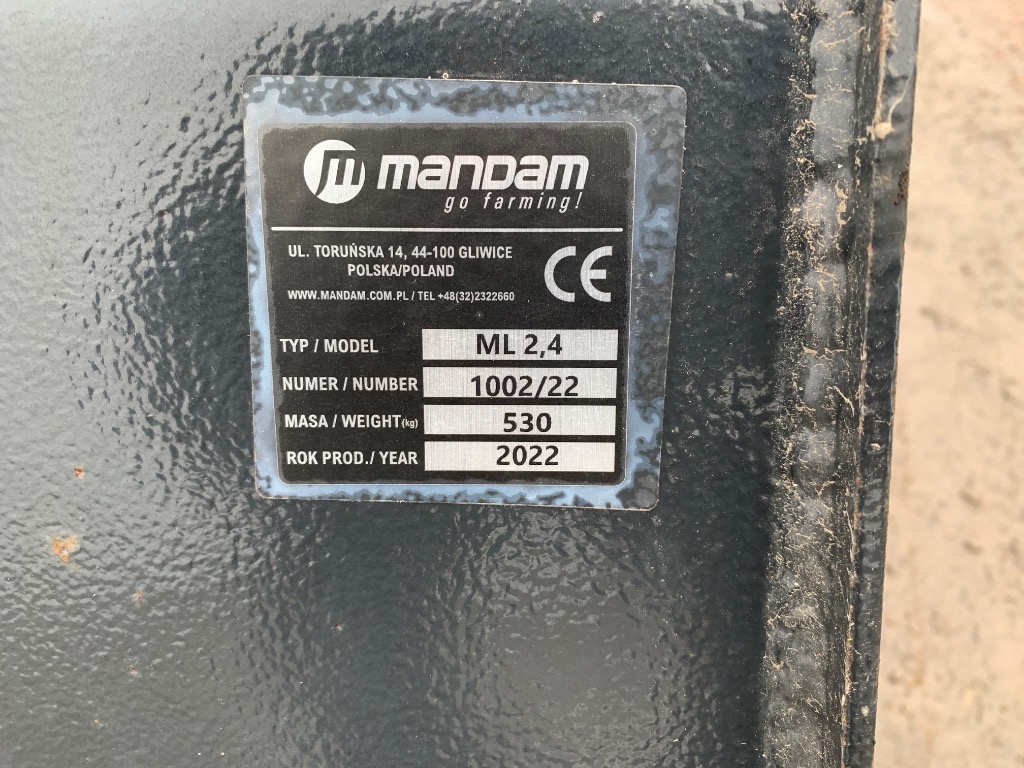 manDam
go farming!
UL. TORUŃSKA 14, 44-100 GLIWICE
POLSKA/POLAND
CE
WWW.MANDAM.COM.PL / TEL +48(32)2322660
TYP / MODEL ML 2,4
NUMER / NUMBER 1002/22
MASA / WEIGHT(kg) 530
ROK PROD./ YEAR 2022